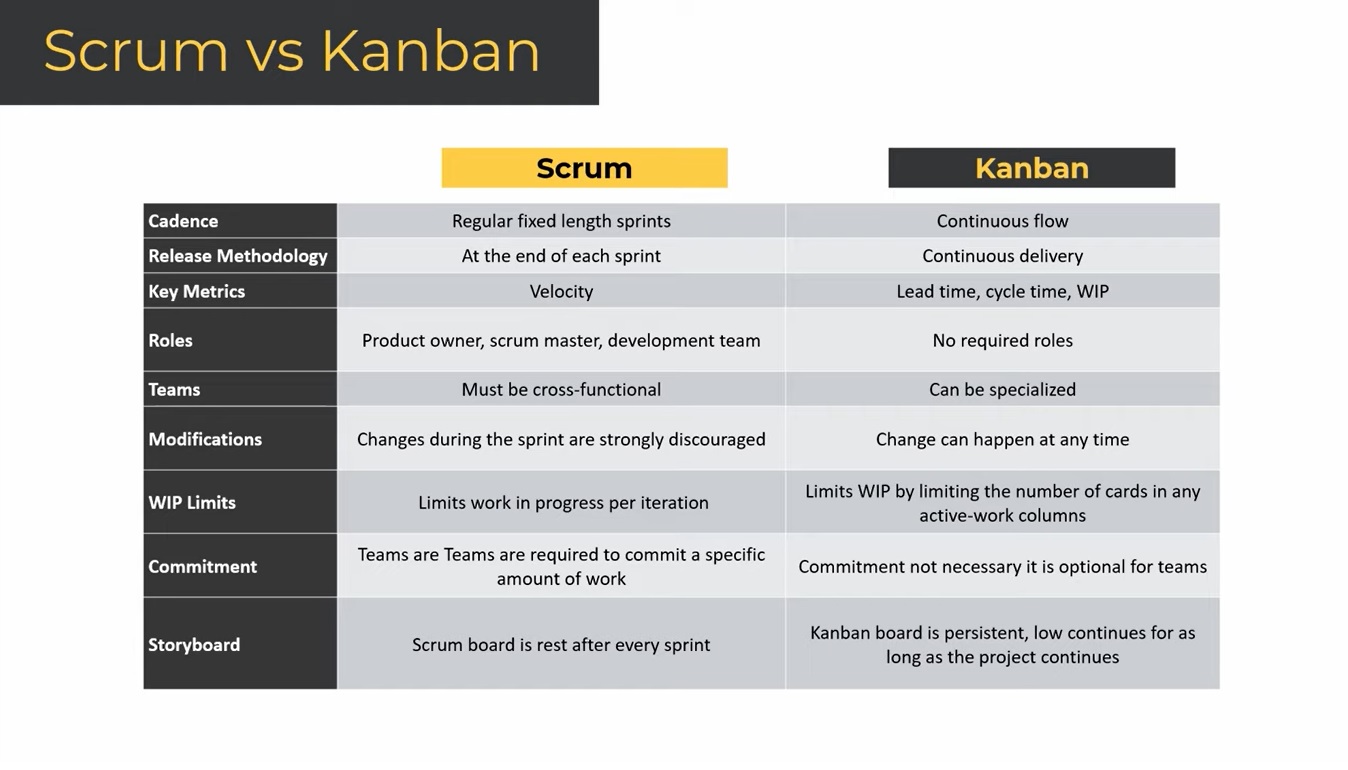 Scrum vs Kanban
Scrum
Kanban
Cadence
Regular fixed length sprints
Continuous flow
Release Methodology
At the end of each sprint
Continuous delivery
Key Metrics
Velocity
Lead time, cycle time, WIP
Roles
Product owner, scrum master, development team
No required roles
Teams
Must be cross-functional
Can be specialized
Modifications
Changes during the sprint are strongly discouraged
Change can happen at any time
WIP Limits
Limits work in progress per iteration
Limits WIP by limiting the number of cards in any
active-work columns
Commitment
Teams are Teams are required to commit a specific
amount of work
Commitment not necessary it is optional for teams
Storyboard
Scrum board is rest after every sprint
Kanban board is persistent, low continues for as
long as the project continues